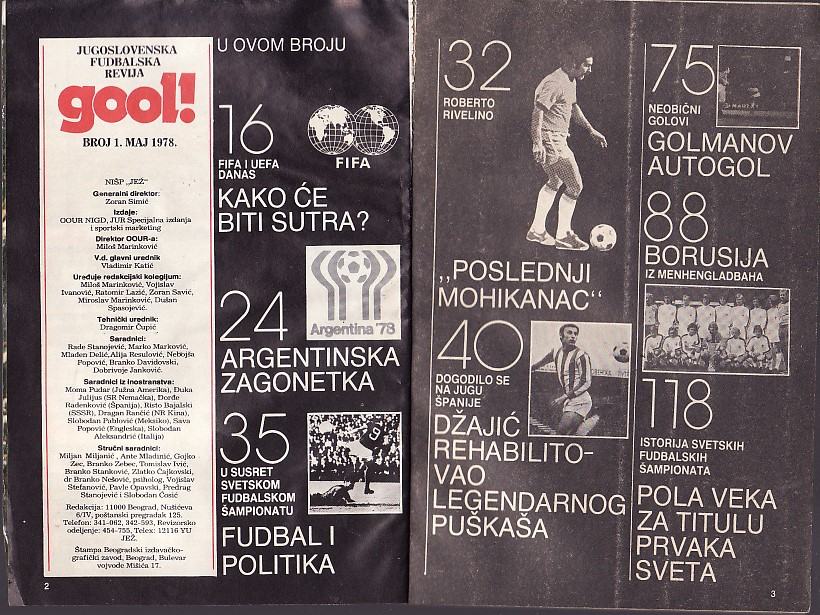 JUGOSLOVENSKA
FUDBALSKA
REVIJA
gool!
BROJ 1. MAJ 1978.
NIŠP „JEŽ”
Generalni direktor:
Zoran Simić
Izdaje:
OOUR NIGD, JUR Specijalna izdanja
i sportski marketing
Direktor OOUR-a:
Miloš Marinković
V.d. glavni urednik
Vladimir Katić
Uređuje redakcijski kolegijum:
Miloš Marinković, Vojislav
Ivanović, Ratomir Lazić, Zoran Savić,
Miroslav Marinković, Dušan
Spasojević.
Tehnički urednik:
Dragomir Čupić
Saradnici:
Rade Stanojević, Marko Marković,
Mladen Delić, Alija Resulović, Nebojša
Popović, Branko Davidovski,
Dobrivoje Janković.
Saradnici iz inostranstva:
Moma Pudar (Južna Amerika), Đuka
Julijus (SR Nemačka), Đorđe
Radenković (Španija), Risto Bajalski
(SSSR), Dragan Rančić (NR Kina),
Slobodan Pablović (Meksiko), Sava
Popović (Engleska), Slobodan
Aleksandrić (Italija)
Stručni saradnici:
Miljan Miljanić, Ante Mladinić, Gojko
Zec, Branko Zebec, Tomislav Ivić,
Branko Stanković, Zlatko Čajkovski,
dr Branko Nešović, psiholog, Vojislav
Stefanović, Pavle Opavski, Predrag
Stanojević i Slobodan Ćosić
Redakcija: 11000 Beograd, Nušićeva
6/IV, poštanski pregradak 125.
Telefon: 341-062, 342-593, Revizorsko
odeljenje: 454-755, Telex: 12116 YU
JEŽ.
Štampa Beogradski izdavačko-
grafički zavod, Beograd, Bulevar
vojvode Mišića 17.
2
U OVOM BROJU
16
FIFA I UEFA
DANAS
FIFA
KAKO ĆE
BITI SUTRA?
Argentina '78
24
ARGENTINSKA
ZAGONETKA
35
9
U SUSRET
SVETSKOM
FUDBALSKOM
ŠAMPIONATU
FUDBAL I
POLITIKA
32
ROBERTO
RIVELINO
„POSLEDNJI
MOHIKANAC“
40
DOGODILO SE
NA JUGU
ŠPANIJE
DŽAJIĆ
REHABILITO-
VAO
LEGENDARNOG
PUŠKAŠA
75
NEOBIČNI
GOLOVI
GOLMANOV
AUTOGOL
88
BORUSIJA
IZ MENHENGLADBAHA
118
ISTORIJA SVETSKIH
FUDBALSKIH
ŠAMPIONATA
POLA VEKA
ZA TITULU
PRVAKA
SVETA
3